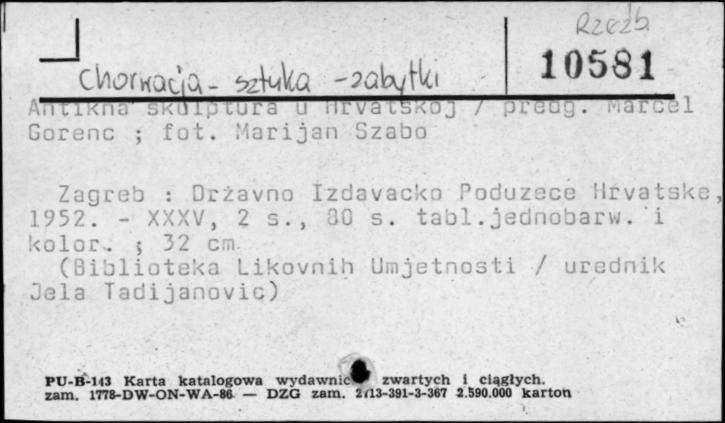 Rzeźb.
10581
Chorwacja - sztuka - zabytki
Antikna skulptura u Hrvatskoj / predg. Marcel
Gorenc ; fot. Marijan Szabo
Zagreb : Državno Izdavacko Poduzece Hrvatske,
1952. - XXXV, 2 s., 80 s. tabl.jednobarw. i
kolor. ; 32 cm
(Biblioteka Likovnih Umjetnosti / urednik
Jela Tadijanovic)
PU-B-143 Karta katalogowa wydawnic zwartych i ciągłych.
zam. 1778-DW-ON-WA-86 — DZG zam. 2713-391-3-367 2.590.000 karton